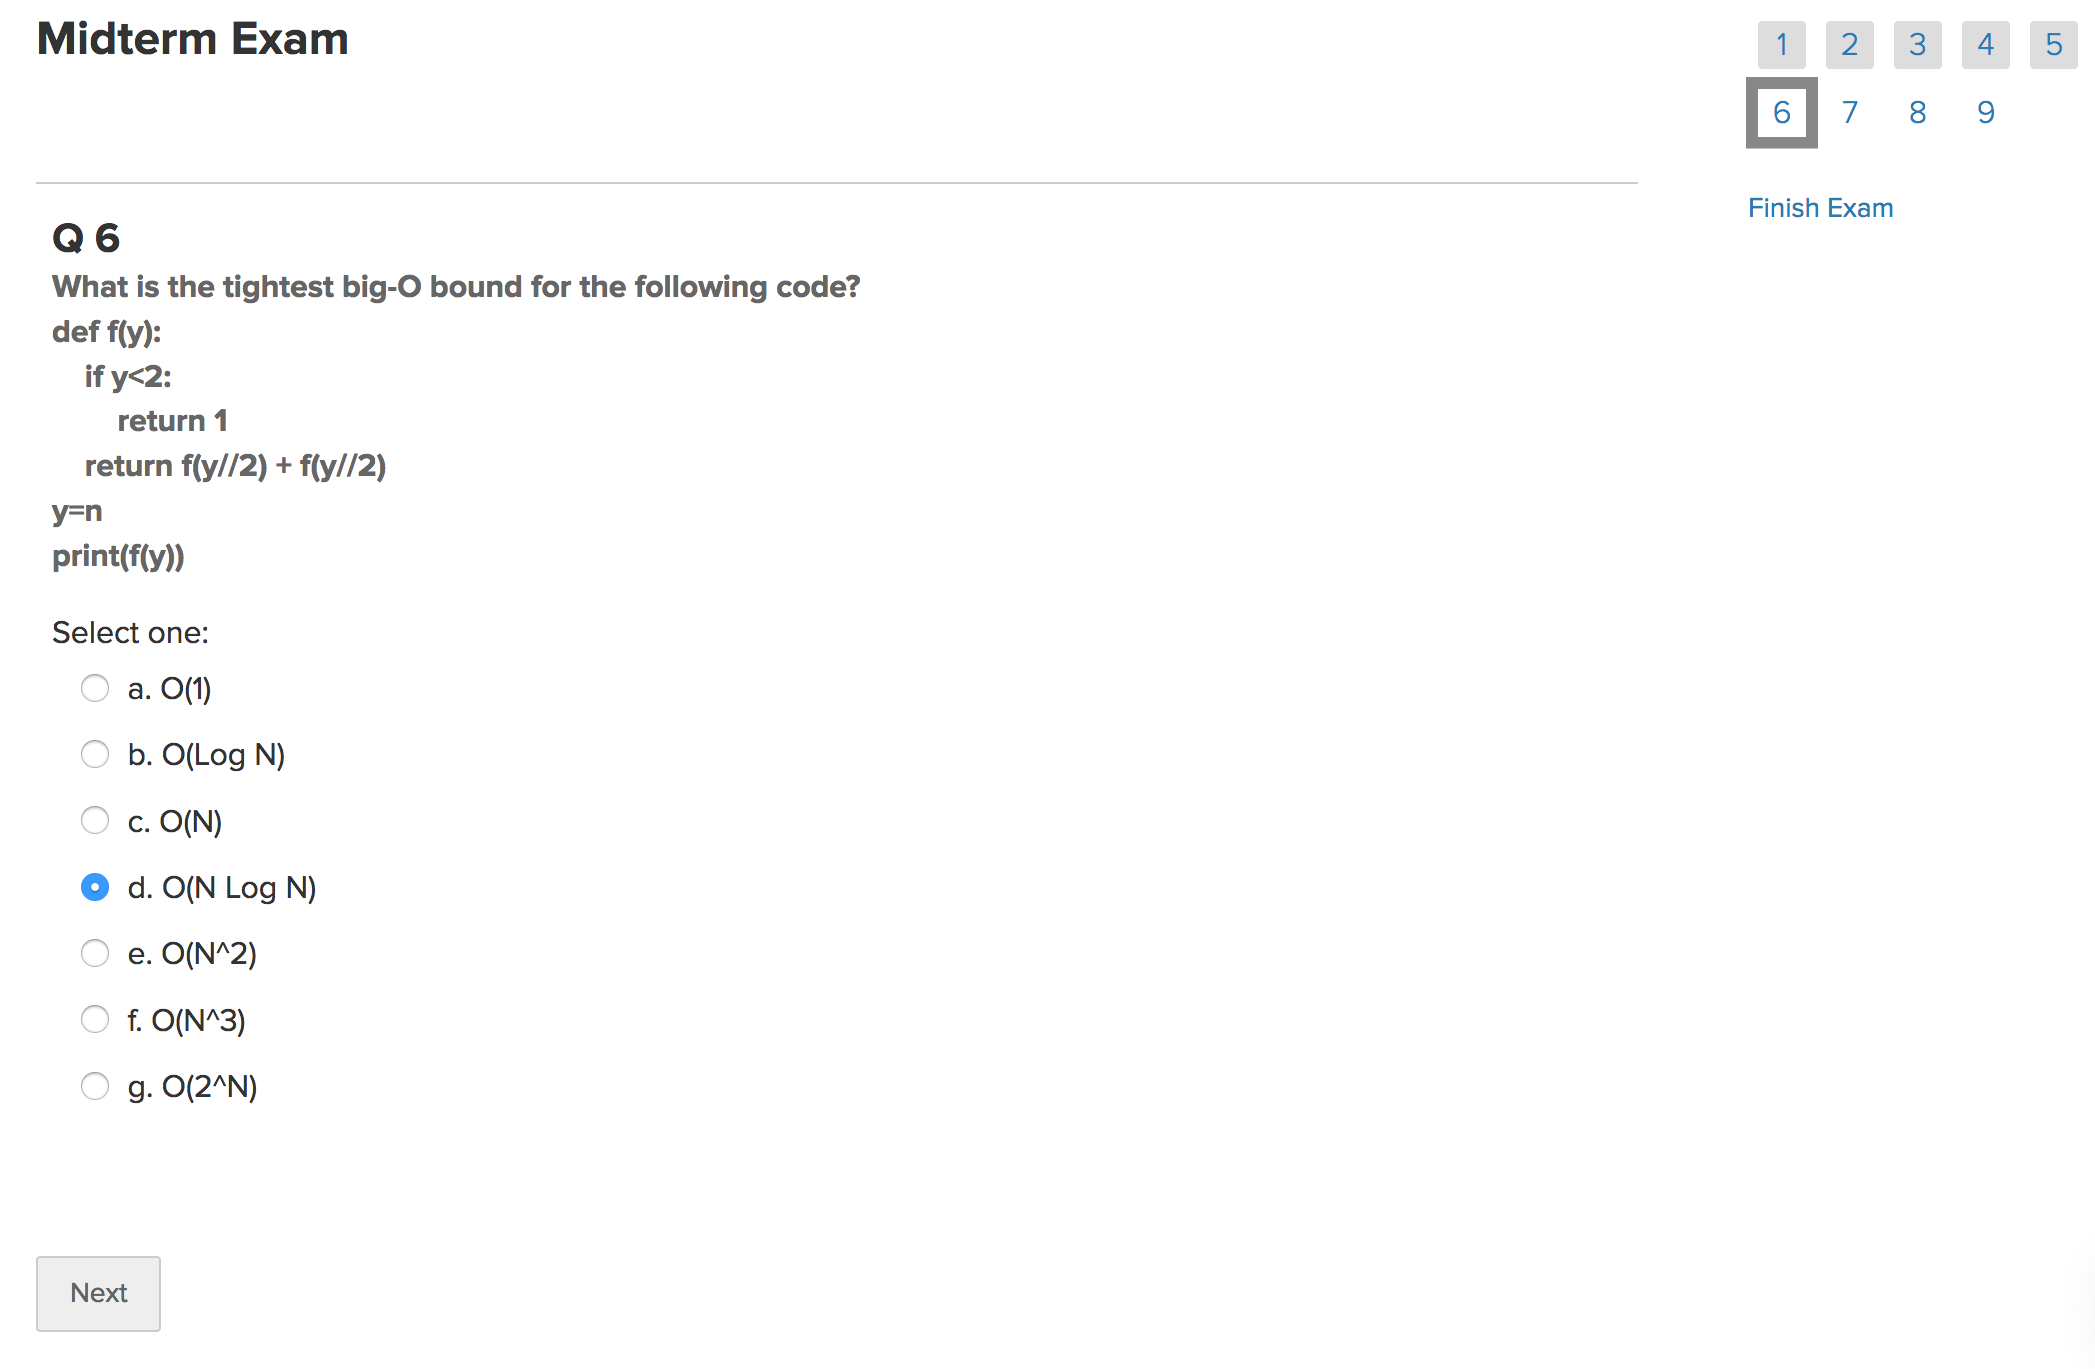 Midterm Exam
1 2 3 4 5
6 7 8 9
Finish Exam
Q 6
What is the tightest big-O bound for the following code?
def f(y):
if y<2:
return 1
return f(y//2) + f(y//2)
y=n
print(f(y))
Select one:
a. O(1)
b. O(Log N)
c. O(N)
d. O(N Log N)
e. O(N^2)
f. O(N^3)
g. O(2^N)
Next